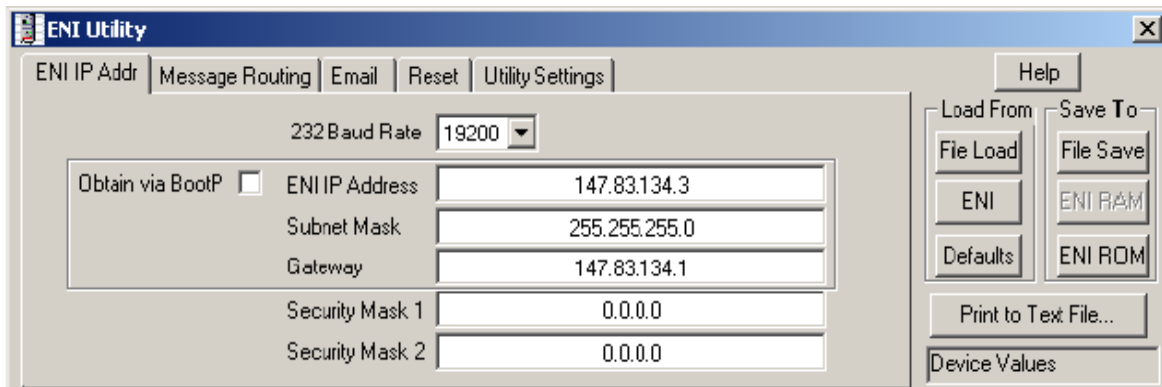 ENI Utility
ENI IP Addr Message Routing Email Reset Utility Settings
Help
232 Baud Rate 19200
Load From Save To
File Load File Save
Obtain via BootP ENI IP Address 147.83.134.3
ENI ENI RAM
Subnet Mask 255.255.255.0
Gateway 147.83.134.1
Defaults ENI ROM
Security Mask 1 0.0.0.0
Print to Text File...
Security Mask 2 0.0.0.0
Device Values